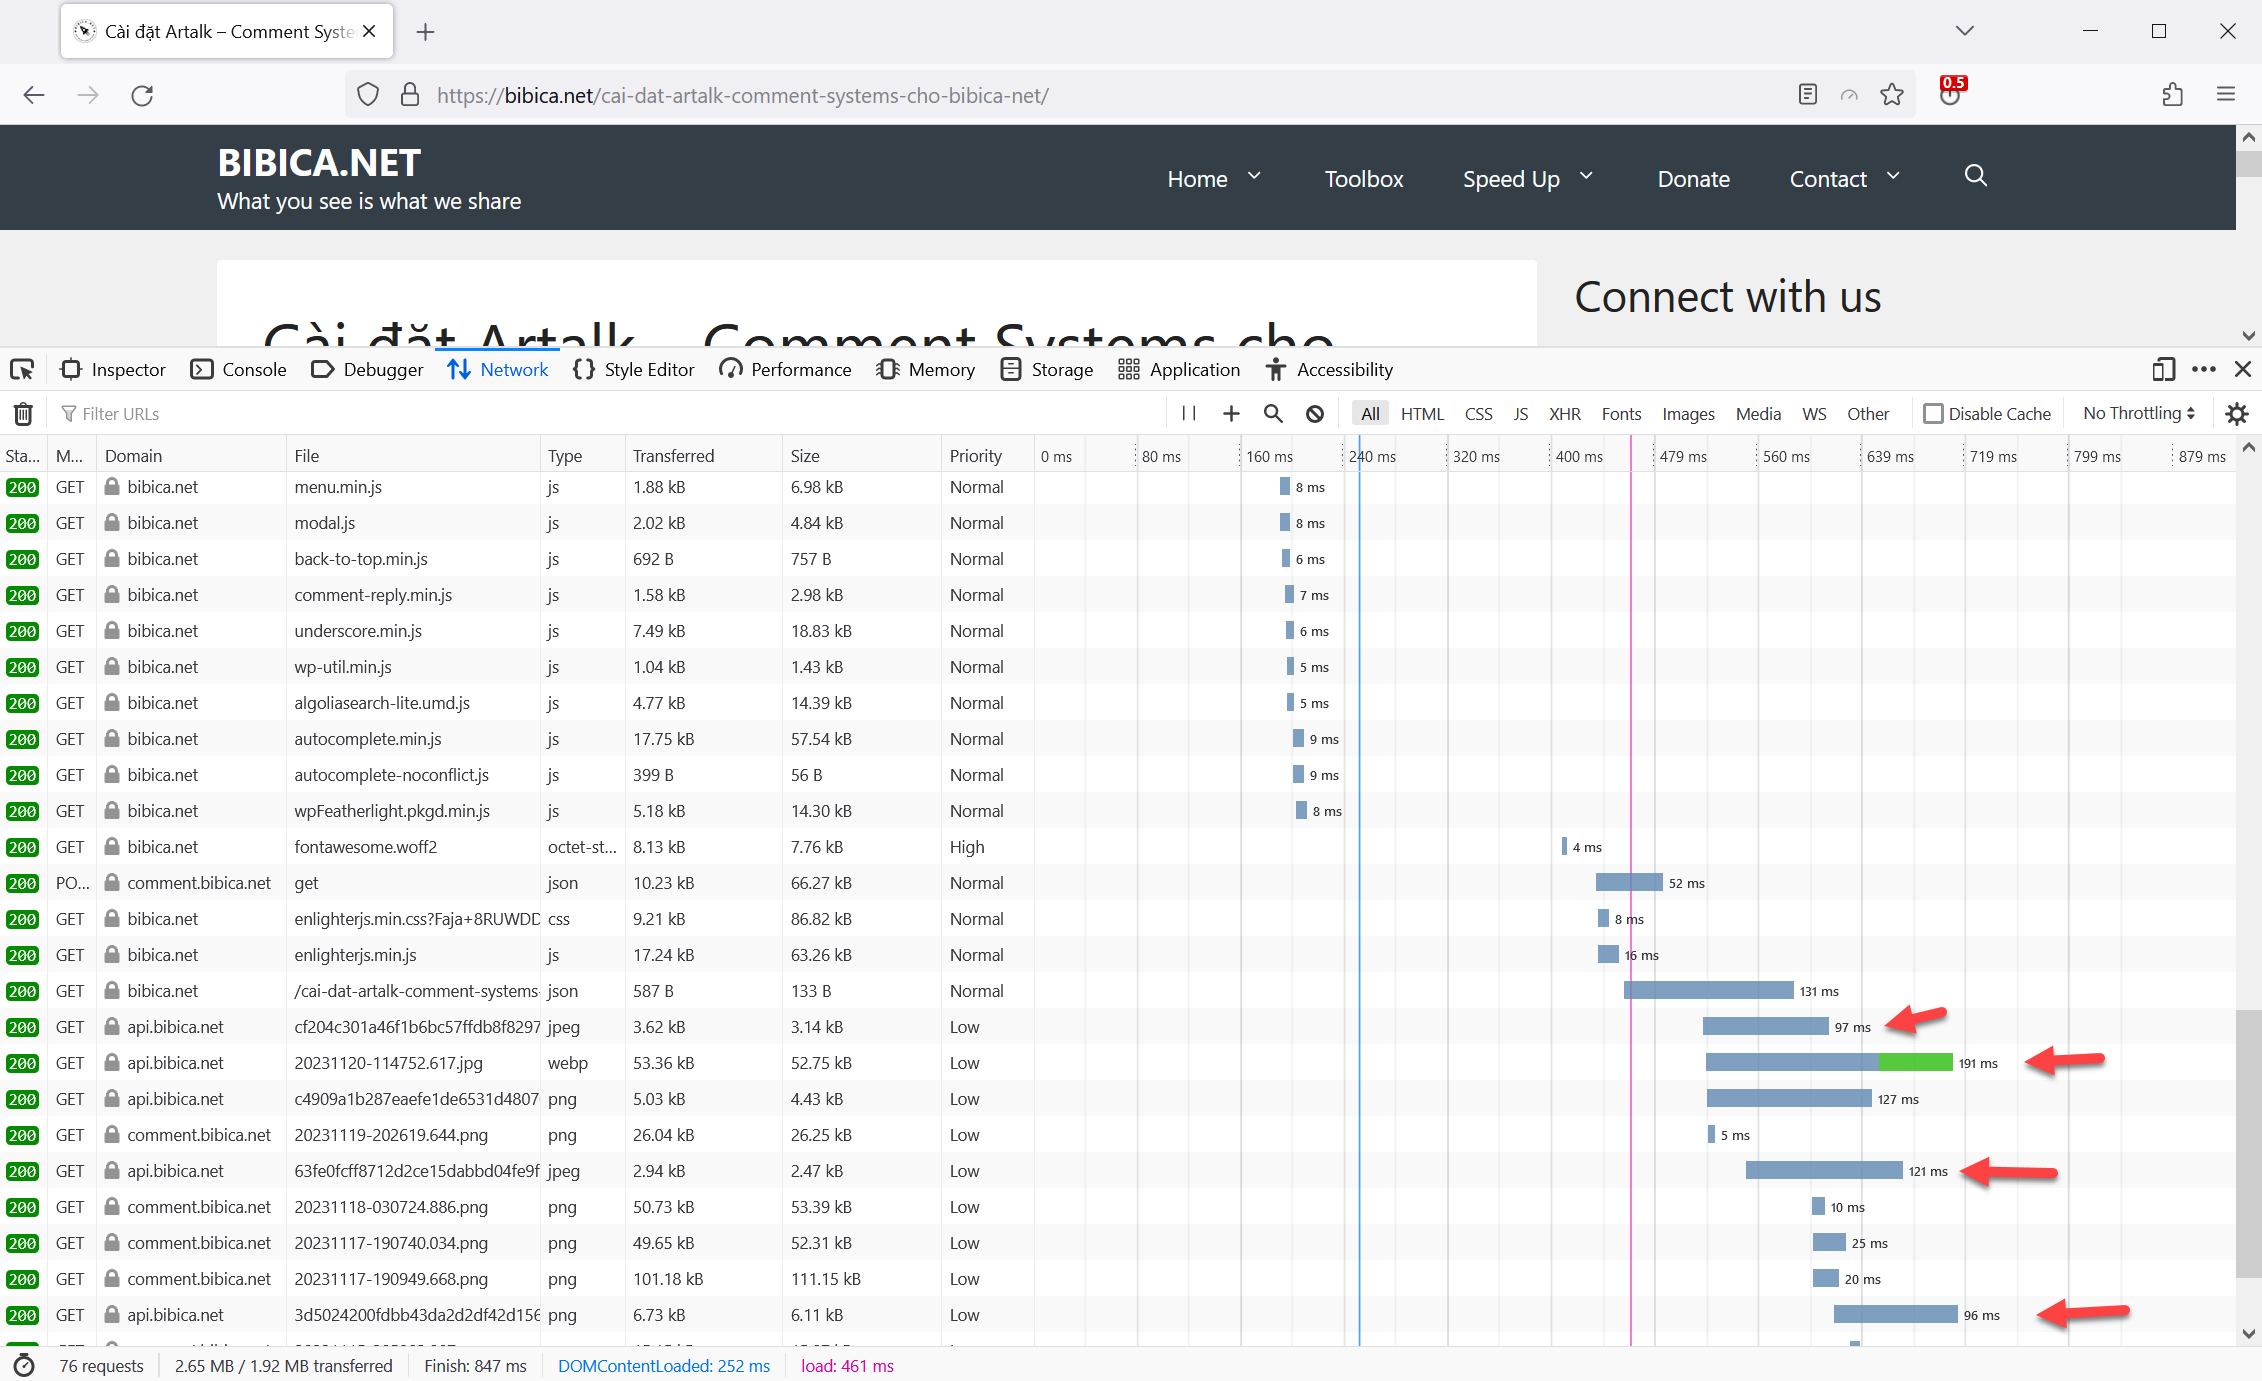 Cài đặt Artalk – Comment Syste
https://bibica.net/cai-dat-artalk-comment-systems-cho-bibica-net/
0.5
BIBICA.NET
What you see is what we share
Home Toolbox Speed Up Donate Contact
Cài đặt Artalk – Comment Systems cho
Connect with us
Inspector Console Debugger Network Style Editor Performance Memory Storage Application Accessibility
Filter URLs All HTML CSS JS XHR Fonts Images Media WS Other Disable Cache No Throttling
Sta... M... Domain File Type Transferred Size Priority 0 ms 80 ms 160 ms 240 ms 320 ms 400 ms 479 ms 560 ms 639 ms 719 ms 799 ms 879 ms
200 GET bibica.net menu.min.js js 1.88 kB 6.98 kB Normal 8 ms
200 GET bibica.net modal.js js 2.02 kB 4.84 kB Normal 8 ms
200 GET bibica.net back-to-top.min.js js 692 B 757 B Normal 6 ms
200 GET bibica.net comment-reply.min.js js 1.58 kB 2.98 kB Normal 7 ms
200 GET bibica.net underscore.min.js js 7.49 kB 18.83 kB Normal 6 ms
200 GET bibica.net wp-util.min.js js 1.04 kB 1.43 kB Normal 5 ms
200 GET bibica.net algoliasearch-lite.umd.js js 4.77 kB 14.39 kB Normal 5 ms
200 GET bibica.net autocomplete.min.js js 17.75 kB 57.54 kB Normal 9 ms
200 GET bibica.net autocomplete-noconflict.js js 399 B 56 B Normal 9 ms
200 GET bibica.net wpFeatherlight.pkgd.min.js js 5.18 kB 14.30 kB Normal 8 ms
200 GET bibica.net fontawesome.woff2 octet-st... 8.13 kB 7.76 kB High 4 ms
200 PO... comment.bibica.net get json 10.23 kB 66.27 kB Normal 52 ms
200 GET bibica.net enlighterjs.min.css?Faja+8RUWDD css 9.21 kB 86.82 kB Normal 8 ms
200 GET bibica.net enlighterjs.min.js js 17.24 kB 63.26 kB Normal 16 ms
200 GET bibica.net /cai-dat-artalk-comment-systems- json 587 B 133 B Normal 131 ms
200 GET api.bibica.net cf204c301a46f1b6bc57ffdb8f8297 jpeg 3.62 kB 3.14 kB Low 97 ms
200 GET api.bibica.net 20231120-114752.617.jpg webp 53.36 kB 52.75 kB Low 191 ms
200 GET api.bibica.net c4909a1b287eaefe1de6531d4807 png 5.03 kB 4.43 kB Low 127 ms
200 GET comment.bibica.net 20231119-202619.644.png png 26.04 kB 26.25 kB Low 5 ms
200 GET api.bibica.net 63fe0fcff8712d2ce15dabbd04fe9f jpeg 2.94 kB 2.47 kB Low 121 ms
200 GET comment.bibica.net 20231118-030724.886.png png 50.73 kB 53.39 kB Low 10 ms
200 GET comment.bibica.net 20231117-190740.034.png png 49.65 kB 52.31 kB Low 25 ms
200 GET comment.bibica.net 20231117-190949.668.png png 101.18 kB 111.15 kB Low 20 ms
200 GET api.bibica.net 3d5024200fdbb43da2d2df42d156 png 6.73 kB 6.11 kB Low 96 ms
76 requests 2.65 MB / 1.92 MB transferred Finish: 847 ms DOMContentLoaded: 252 ms load: 461 ms